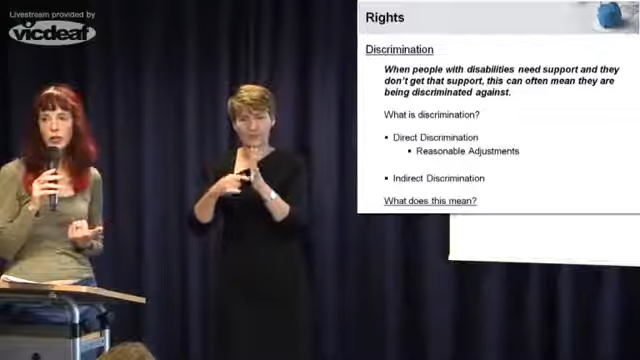 Livestream provided by
vicdeaf
Rights
Discrimination
When people with disabilities need support and they
don't get that support, this can often mean they are
being discriminated against.
What is discrimination?
▪ Direct Discrimination
▪ Reasonable Adjustments
▪ Indirect Discrimination
What does this mean?